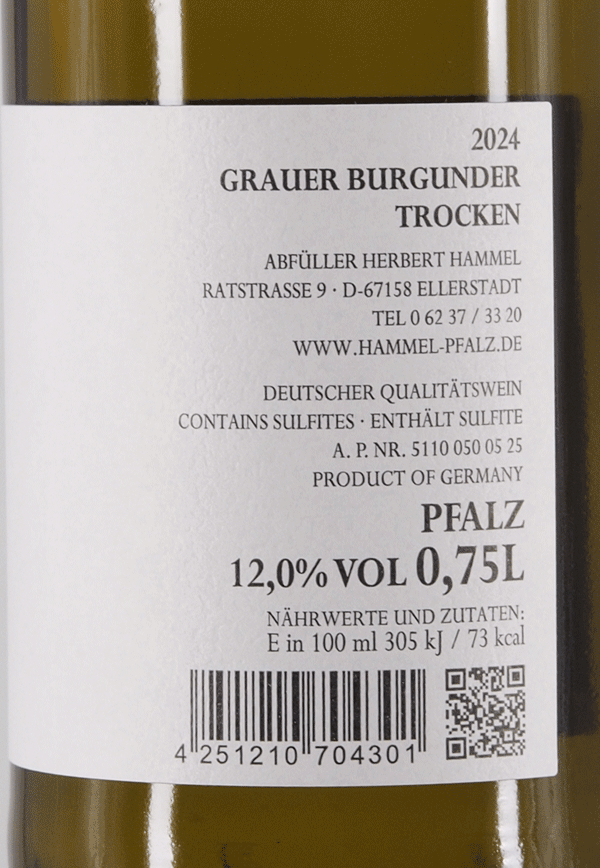 2024
GRAUER BURGUNDER
TROCKEN
ABFÜLLER HERBERT HAMMEL
RATSTRASSE 9 · D-67158 ELLERSTADT
TEL 0 62 37 / 33 20
WWW.HAMMEL-PFALZ.DE
DEUTSCHER QUALITÄTSWEIN
CONTAINS SULFITES · ENTHÄLT SULFITE
A. P. NR. 5110 050 05 25
PRODUCT OF GERMANY
PFALZ
12,0% VOL 0,75L
NÄHRWERTE UND ZUTATEN:
E in 100 ml 305 kJ / 73 kcal
4 251210 704301